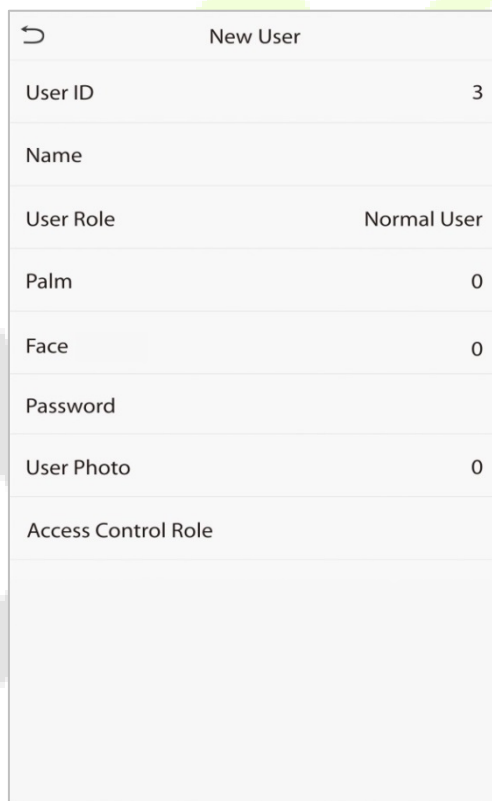 New User
User ID 3
Name
User Role Normal User
Palm 0
Face 0
Password
User Photo 0
Access Control Role